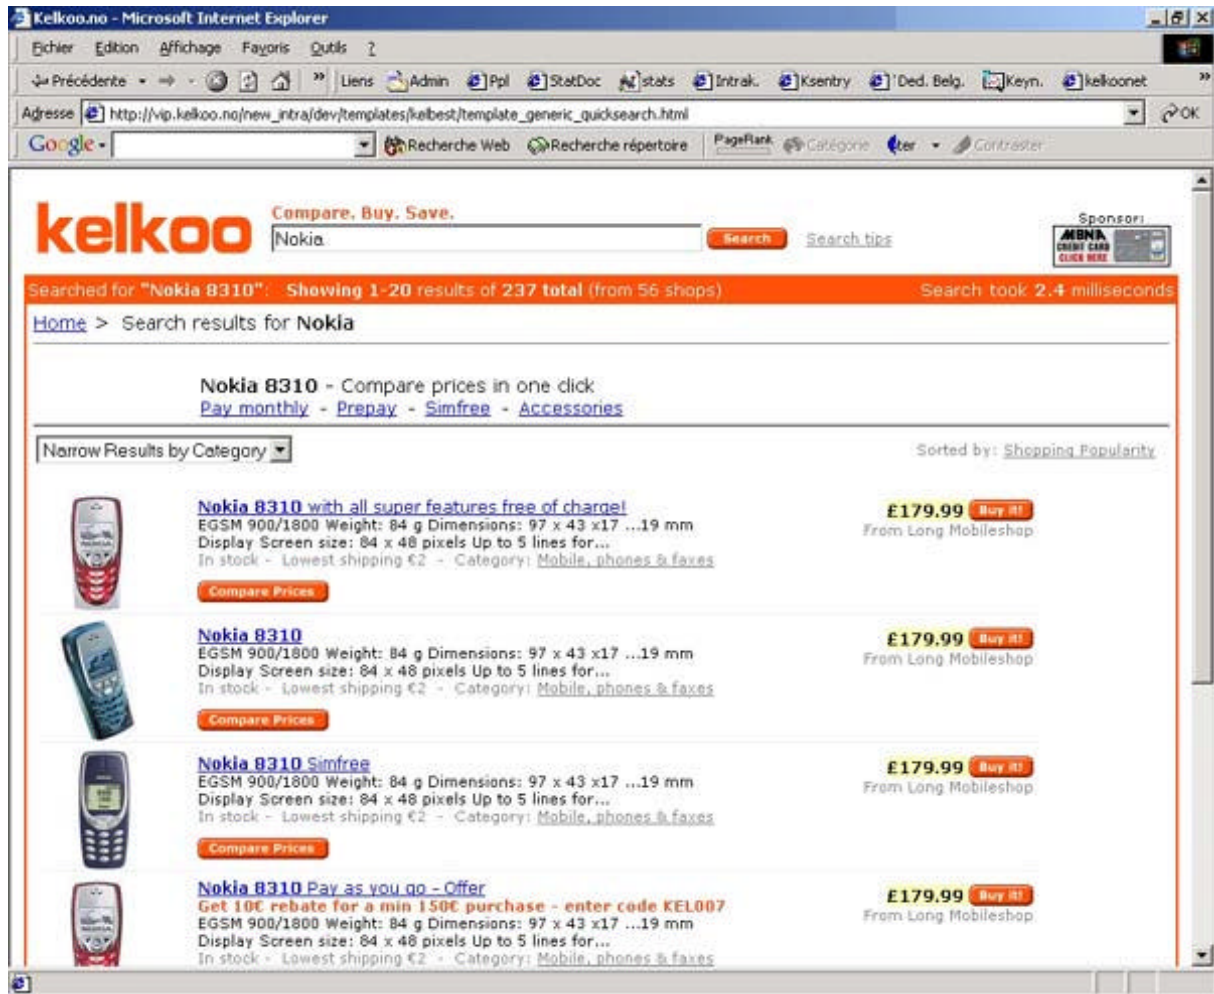 Kelkoo.no - Microsoft Internet Explorer
Fichier Edition Affichage Favoris Outils ?
Précédente Liens Admin Ppl StatDoc stats Intrak. Ksentry Ded. Belg. Keyn. kelkoonet
Adresse http://vip.kelkoo.no/new_intra/dev/templates/kelbest/template_generic_quicksearch.html OK
Google Recherche Web Recherche répertoire PageRank Catégorie Contraster
kelkoo
Compare. Buy. Save.
Nokia Search Search tips
Sponsor:
MBNA
CREDIT CARD
CLICK HERE
Searched for "Nokia 8310": Showing 1-20 results of 237 total (from 56 shops) Search took 2.4 milliseconds
Home > Search results for Nokia
Nokia 8310 - Compare prices in one click
Pay monthly - Prepay - Simfree - Accessories
Narrow Results by Category Sorted by: Shopping Popularity
Nokia 8310 with all super features free of charge!
EGSM 900/1800 Weight: 84 g Dimensions: 97 x 43 x17 ...19 mm
Display Screen size: 84 x 48 pixels Up to 5 lines for...
In stock - Lowest shipping €2 - Category: Mobile, phones & faxes
Compare Prices
£179.99 Buy it!
From Long Mobileshop
Nokia 8310
EGSM 900/1800 Weight: 84 g Dimensions: 97 x 43 x17 ...19 mm
Display Screen size: 84 x 48 pixels Up to 5 lines for...
In stock - Lowest shipping €2 - Category: Mobile, phones & faxes
Compare Prices
£179.99 Buy it!
From Long Mobileshop
Nokia 8310 Simfree
EGSM 900/1800 Weight: 84 g Dimensions: 97 x 43 x17 ...19 mm
Display Screen size: 84 x 48 pixels Up to 5 lines for...
In stock - Lowest shipping €2 - Category: Mobile, phones & faxes
Compare Prices
£179.99 Buy it!
From Long Mobileshop
Nokia 8310 Pay as you go - Offer
Get 10€ rebate for a min 150€ purchase - enter code KEL007
EGSM 900/1800 Weight: 84 g Dimensions: 97 x 43 x17 ...19 mm
Display Screen size: 84 x 48 pixels Up to 5 lines for...
In stock - Lowest shipping €2 - Category: Mobile, phones & faxes
£179.99 Buy it!
From Long Mobileshop